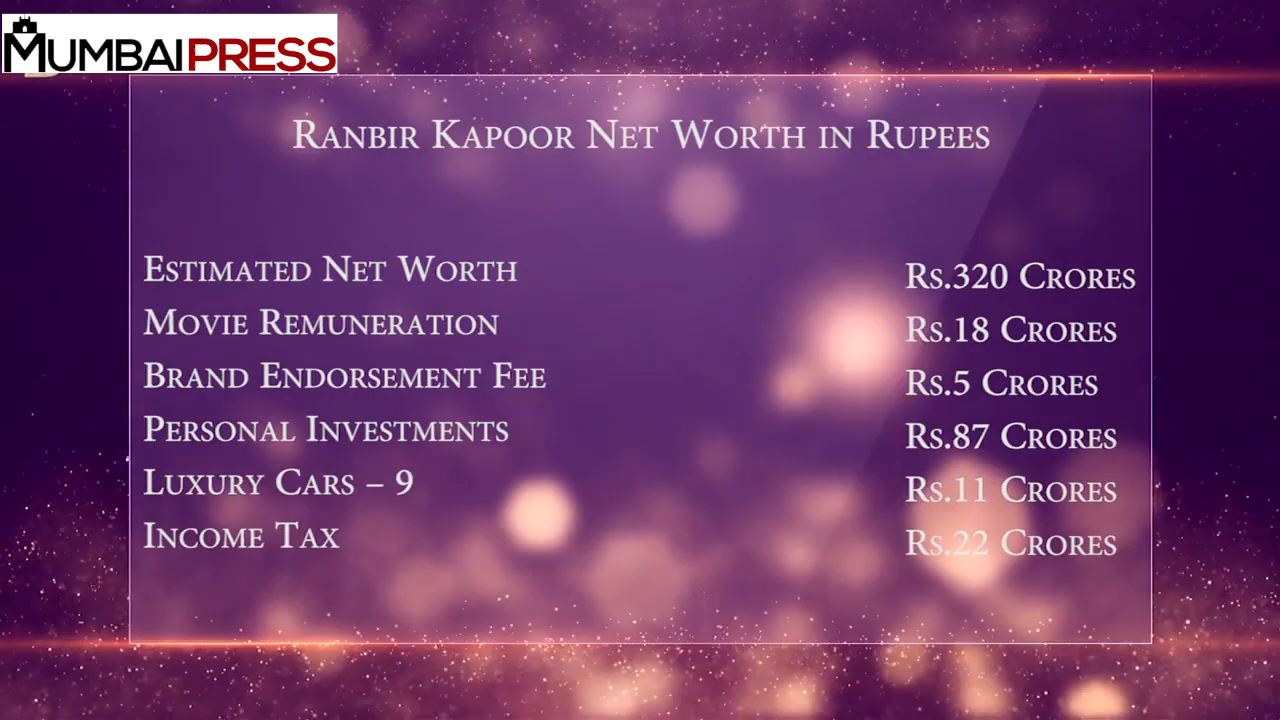 MUMBAIPRESS
RANBIR KAPOOR NET WORTH IN RUPEES
ESTIMATED NET WORTH RS.320 CRORES
MOVIE REMUNERATION RS.18 CRORES
BRAND ENDORSEMENT FEE RS.5 CRORES
PERSONAL INVESTMENTS RS.87 CRORES
LUXURY CARS – 9 RS.11 CRORES
INCOME TAX RS.22 CRORES